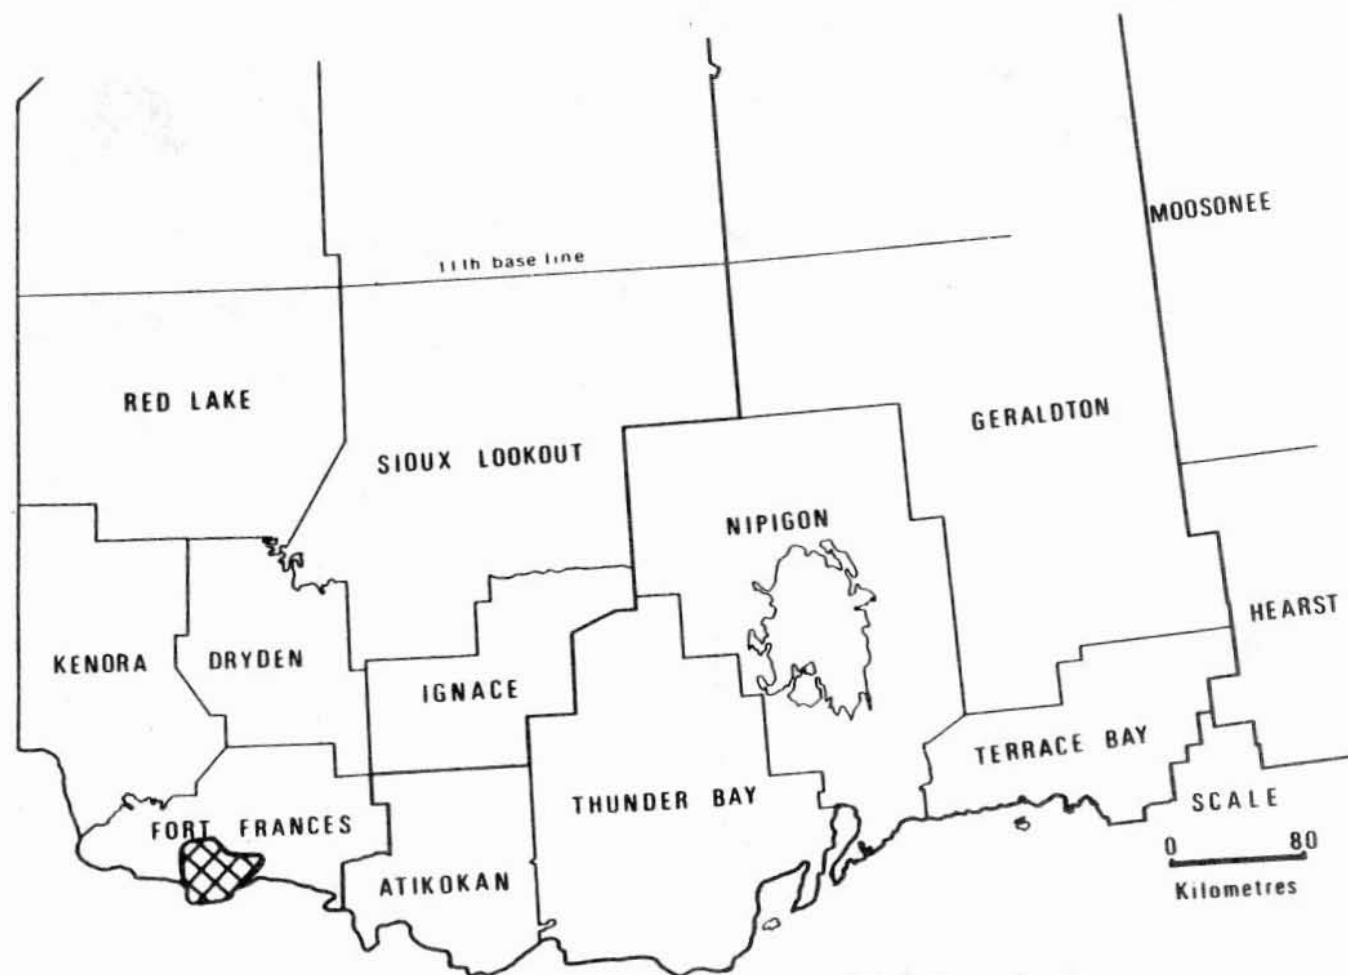 MOOSONEE
11th base line
RED LAKE
GERALDTON
SIOUX LOOKOUT
NIPIGON
HEARST
KENORA
DRYDEN
IGNACE
TERRACE BAY
THUNDER BAY
SCALE
FORT FRANCES
0 80
ATIKOKAN
Kilometres